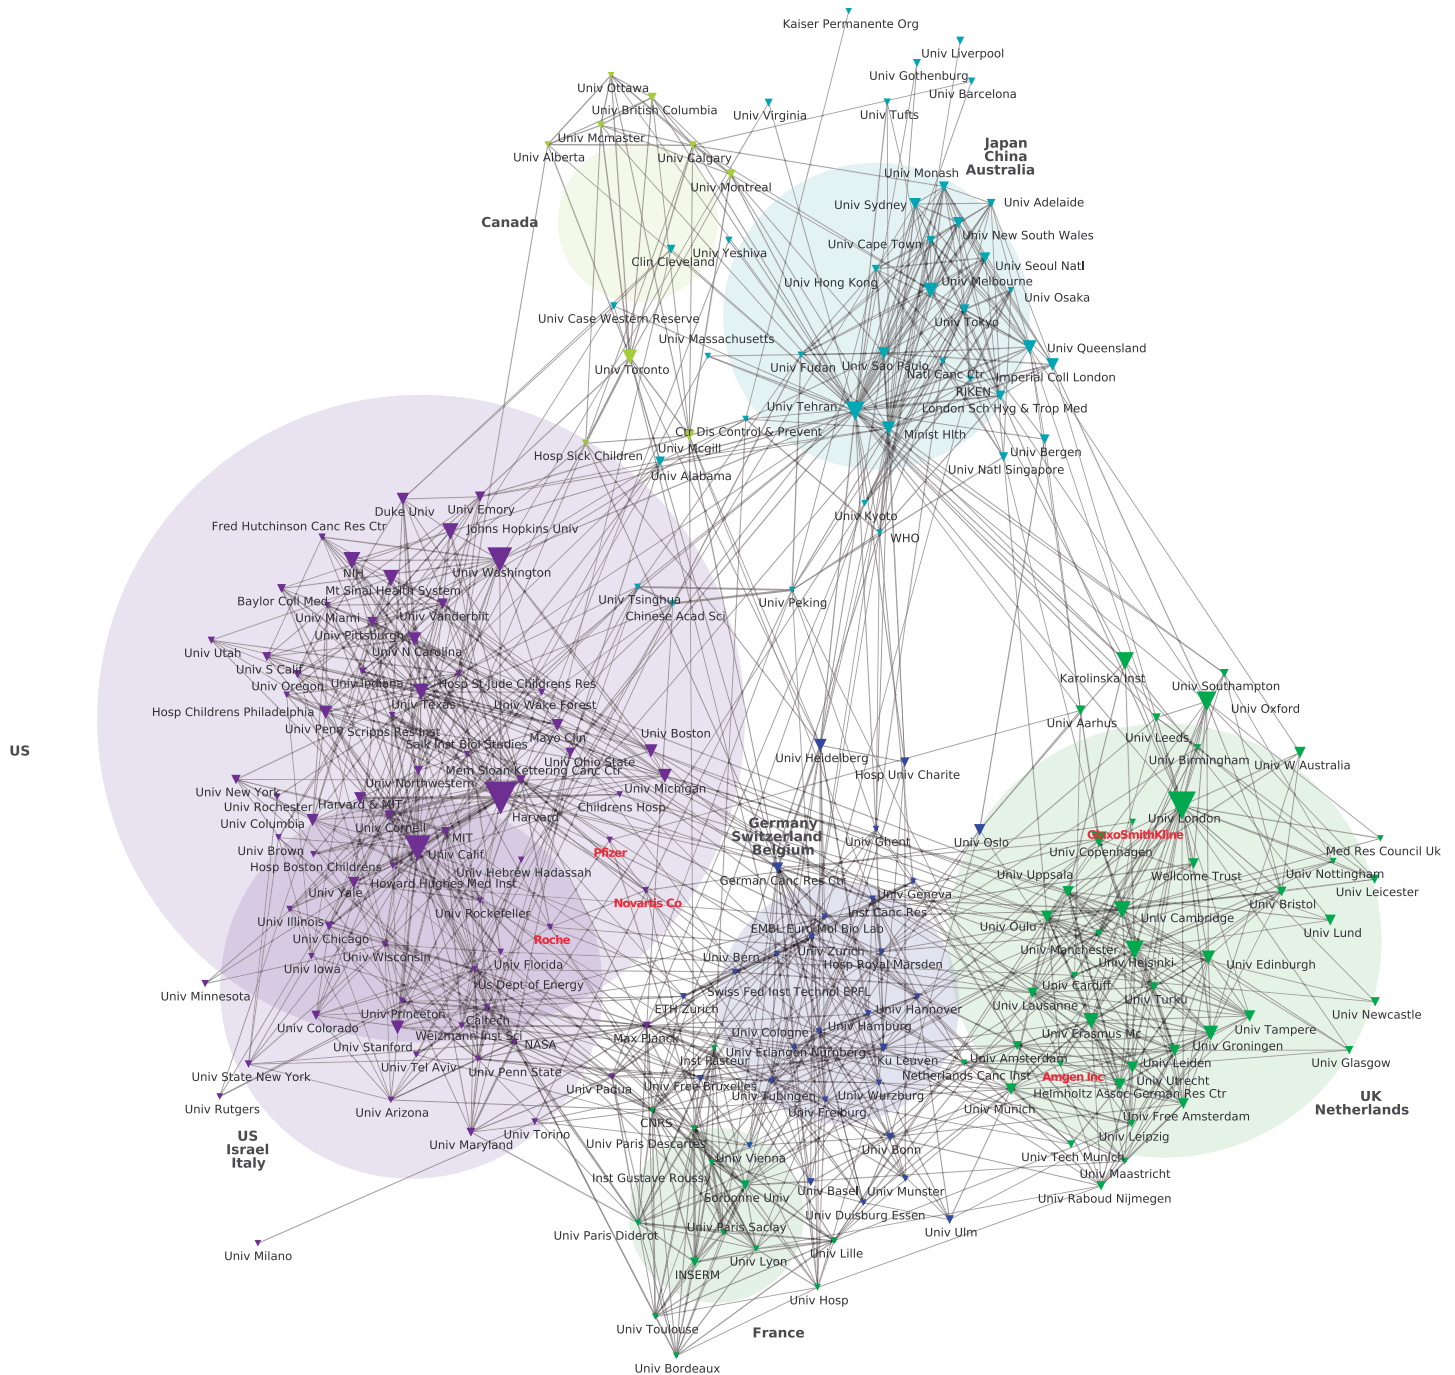 Kaiser Permanente Org
Univ Liverpool
Univ Gothenburg
Univ Barcelona
Univ Ottawa
Univ British Columbia
Univ Virginia
Univ Tufts
Univ Mcmaster
Univ Alberta
Univ Calgary
Japan
China
Australia
Univ Montreal
Univ Monash
Univ Sydney
Univ Adelaide
Canada
Univ New South Wales
Univ Cape Town
Univ Yeshiva
Clin Cleveland
Univ Seoul Natl
Univ Hong Kong
Univ Melbourne
Univ Osaka
Univ Case Western Reserve
Univ Tokyo
Univ Massachusetts
Univ Queensland
Univ Toronto
Univ Fudan
Univ Sao Paulo
Natl Canc Ctr
Imperial Coll London
RIKEN
Univ Tehran
London Sch Hyg & Trop Med
Ctr Dis Control & Prevent
Minist Hlth
Univ Mcgill
Hosp Sick Children
Univ Bergen
Univ Natl Singapore
Univ Alabama
Duke Univ
Univ Emory
Univ Kyoto
Fred Hutchinson Canc Res Ctr
Johns Hopkins Univ
WHO
NIH
Univ Washington
Mt Sinal Health System
Baylor Coll Med
Univ Tsinghua
Univ Peking
Univ Miami
Univ Vanderbilt
Chinese Acad Sci
Univ Pittsburgh
Univ Utah
Univ N Carolina
Univ S Calif
Univ Oregon
Univ Indiana
Hosp St Jude Childrens Res
Karolinska Inst
Univ Southampton
Univ Texas
Univ Wake Forest
Univ Oxford
Hosp Childrens Philadelphia
Univ Penn
Scripps Res Inst
Univ Aarhus
Univ Leeds
US
Salk Inst Biol Studies
Mayo Clin
Univ Boston
Univ Birmingham
Univ W Australia
Univ Ohio State
Mem Sloan Kettering Canc Ctr
Univ Northwestern
Univ Michigan
Univ Heidelberg
Hosp Univ Charite
Univ New York
Univ Rochester
Harvard & MIT
Childrens Hosp
Harvard
Univ Columbia
Univ Cornell
MIT
Germany
Switzerland
Belgium
Univ London
GlaxoSmithKline
Univ Ghent
Univ Oslo
Univ Copenhagen
Med Res Council Uk
Univ Brown
Univ Calif
Pfizer
Hosp Boston Childrens
Univ Hebrew Hadassah
German Canc Res Ctr
Univ Uppsala
Wellcome Trust
Univ Nottingham
Howard Hughes Med Inst
Univ Yale
Univ Geneva
Univ Leicester
Univ Bristol
Novartis Co
Univ Rockefeller
Inst Canc Res
Univ Illinois
Univ Oulu
Univ Cambridge
Univ Lund
EMBL Euro Mol Bio Lab
Univ Chicago
Roche
Univ Zurich
Univ Manchester
Univ Wisconsin
Univ Helsinki
Hosp Royal Marsden
Univ Edinburgh
Univ Iowa
Univ Florida
Univ Bern
Us Dept of Energy
Swiss Fed Inst Technol EPFL
Univ Cardiff
Univ Minnesota
Univ Lausanne
Univ Turku
ETH Zurich
Univ Hannover
Univ Princeton
Caltech
Univ Newcastle
Univ Colorado
Weizmann Inst Sci
Univ Cologne
Univ Hamburg
Univ Erasmus Mc
Univ Tampere
Max Planck
Univ Stanford
NASA
Univ Erlangen Nurnberg
Univ Groningen
Inst Pasteur
Ku Leuven
Univ Amsterdam
Univ Leiden
Univ Glasgow
Univ Tel Aviv
Univ Penn State
Netherlands Canc Inst
Univ State New York
Amgen Inc
Univ Utrecht
Univ Padua
Univ Free Bruxelles
Univ Tubingen
Univ Wurzburg
Helmholtz Assoc German Res Ctr
Univ Rutgers
UK
Netherlands
Univ Munich
Univ Arizona
Univ Freiburg
Univ Free Amsterdam
CNRS
US
Israel
Italy
Univ Torino
Univ Leipzig
Univ Maryland
Univ Paris Descartes
Univ Bonn
Univ Vienna
Univ Tech Munich
Univ Maastricht
Inst Gustave Roussy
Univ Basel
Univ Munster
Sorbonne Univ
Univ Raboud Nijmegen
Univ Duisburg Essen
Univ Paris Saclay
Univ Paris Diderot
Univ Ulm
Univ Milano
Univ Lille
Univ Lyon
INSERM
Univ Hosp
Univ Toulouse
France
Univ Bordeaux